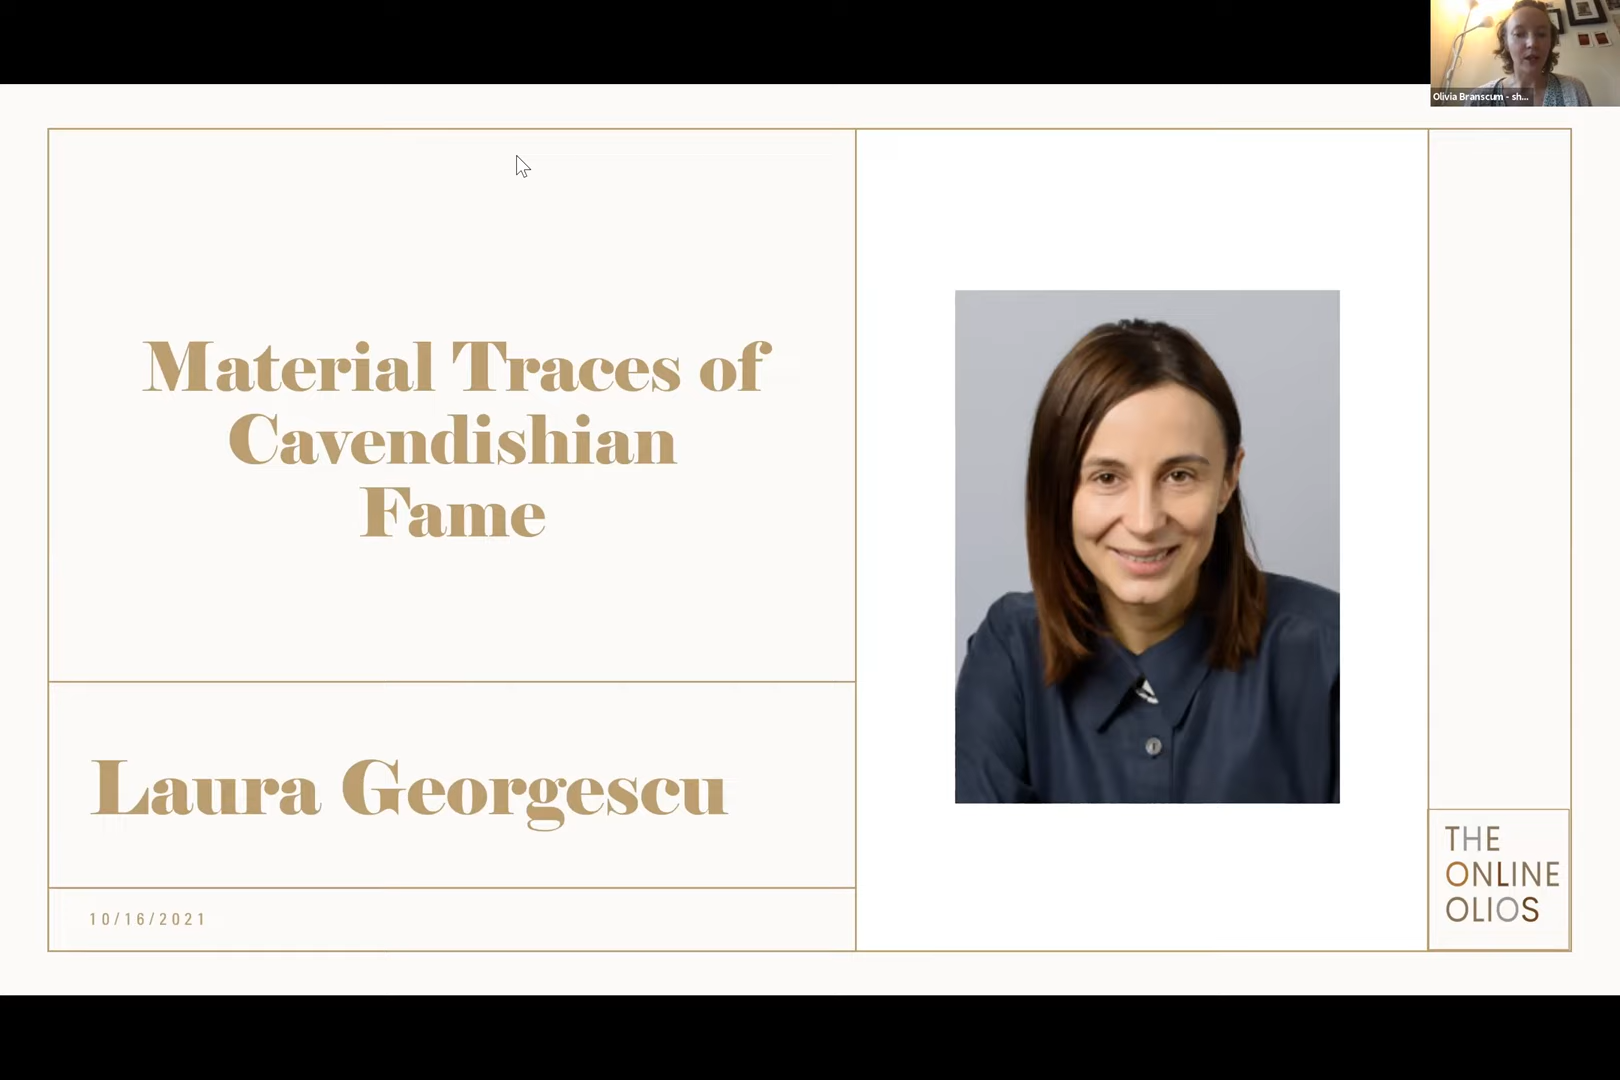 Olivia Branscum - sh...
Material Traces of
Cavendishian
Fame
Laura Georgescu
10/16/2021
THE
ONLINE
OLIOS